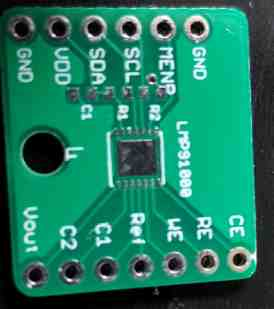 GND VDD SDA SCL MENP GND
C1 R1 R2
LMP91000
Vout C2 C1 Ref WE RE CE